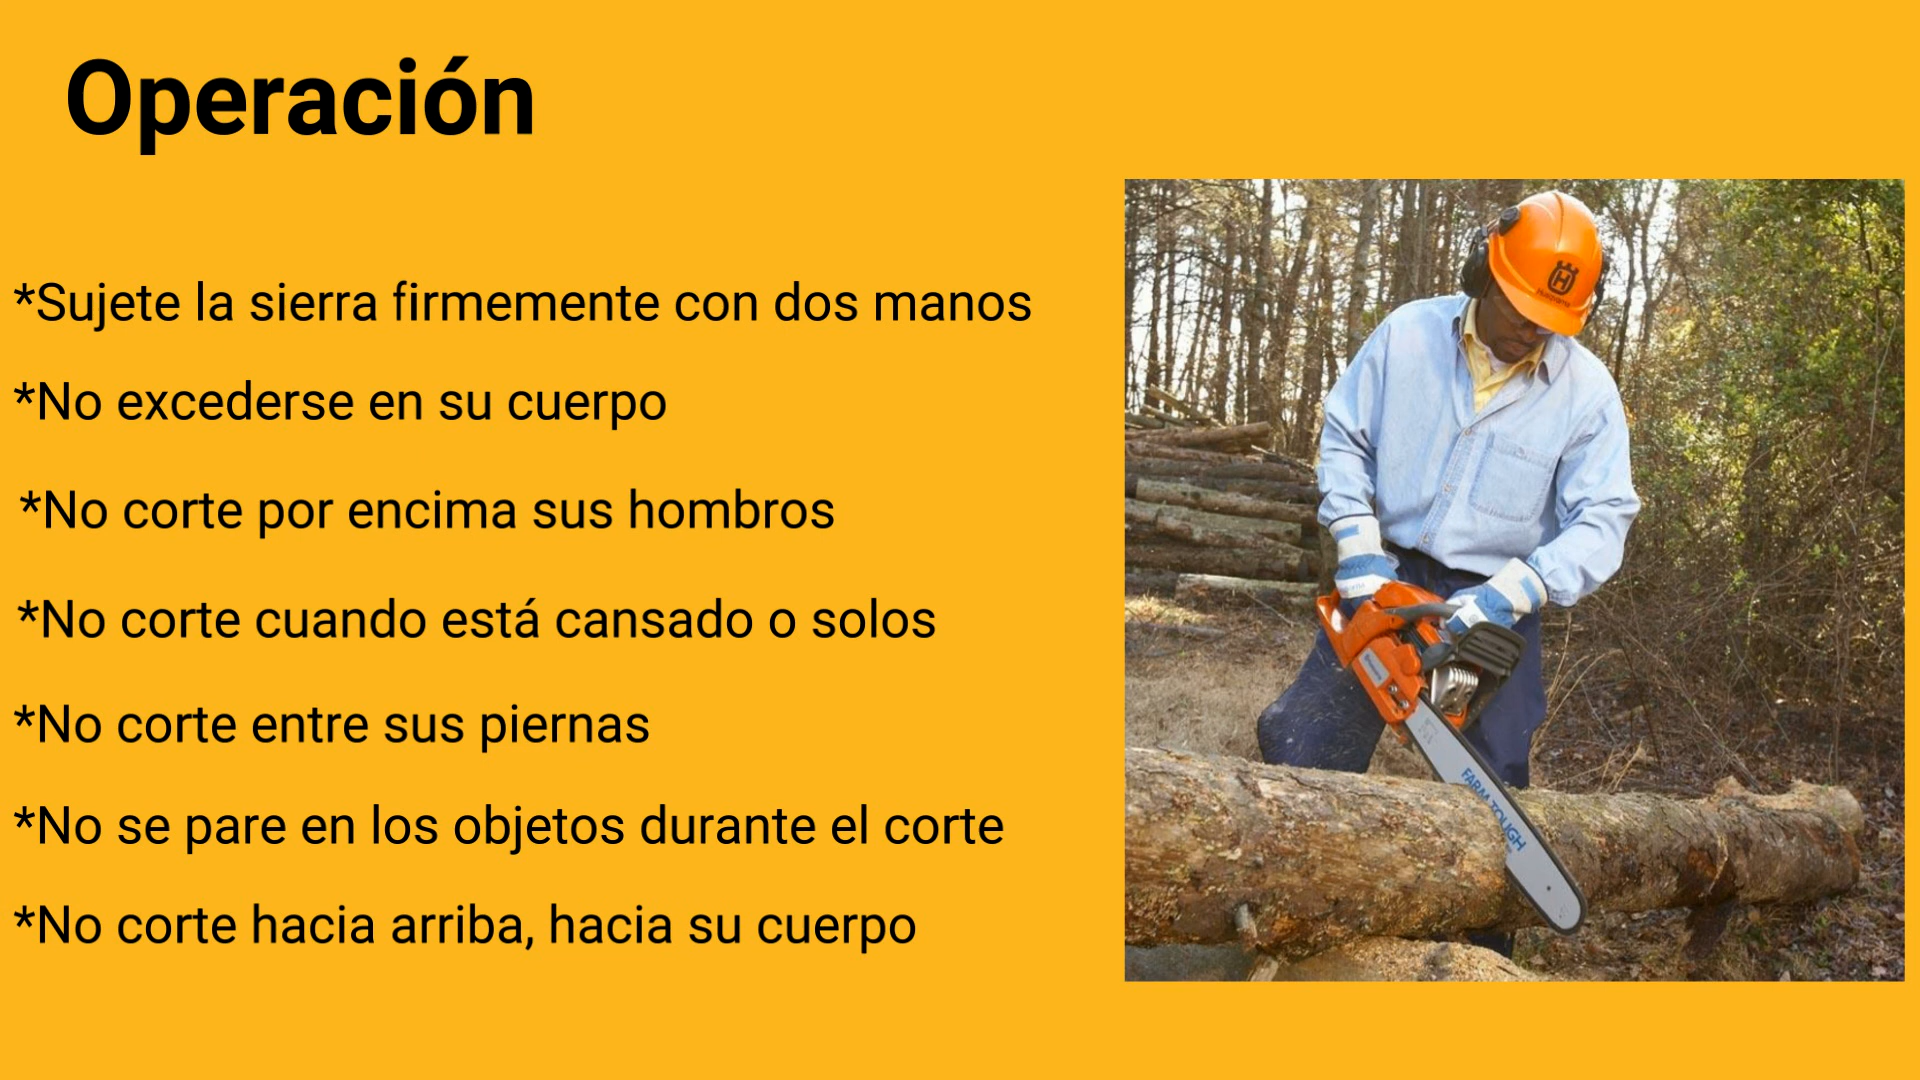 Operación
*Sujete la sierra firmemente con dos manos
*No excederse en su cuerpo
*No corte por encima sus hombros
*No corte cuando está cansado o solos
*No corte entre sus piernas
*No se pare en los objetos durante el corte
*No corte hacia arriba, hacia su cuerpo
H
Husqvarna
FARM TOUGH